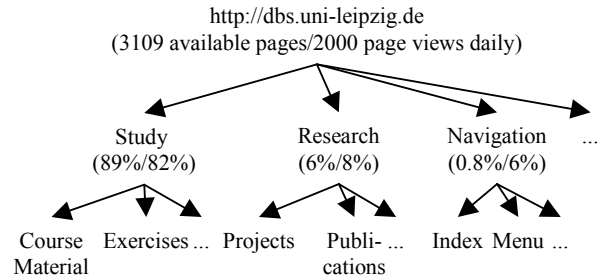 http://dbs.uni-leipzig.de
(3109 available pages/2000 page views daily)
Study Research Navigation ...
(89%/82%) (6%/8%) (0.8%/6%)
Course Exercises ... Projects Publi- ... Index Menu ...
Material cations